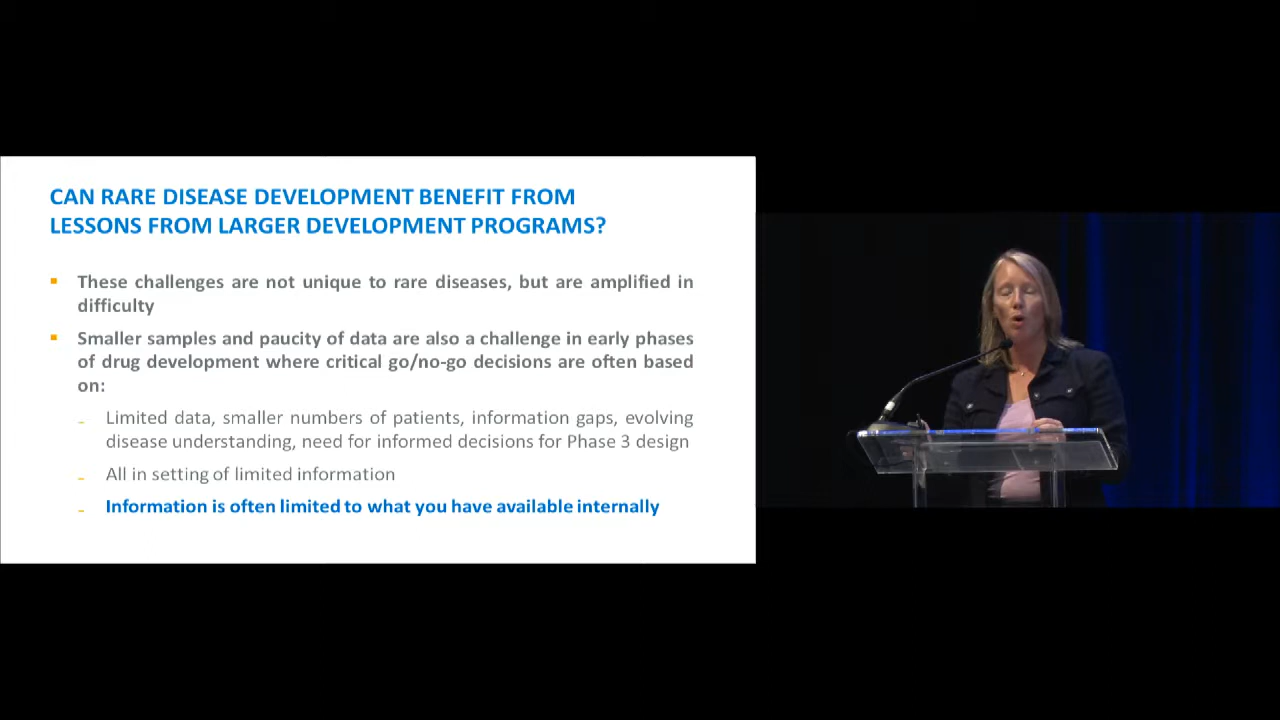 CAN RARE DISEASE DEVELOPMENT BENEFIT FROM
LESSONS FROM LARGER DEVELOPMENT PROGRAMS?
These challenges are not unique to rare diseases, but are amplified in
difficulty
Smaller samples and paucity of data are also a challenge in early phases
of drug development where critical go/no-go decisions are often based
on:
Limited data, smaller numbers of patients, information gaps, evolving
disease understanding, need for informed decisions for Phase 3 design
All in setting of limited information
Information is often limited to what you have available internally